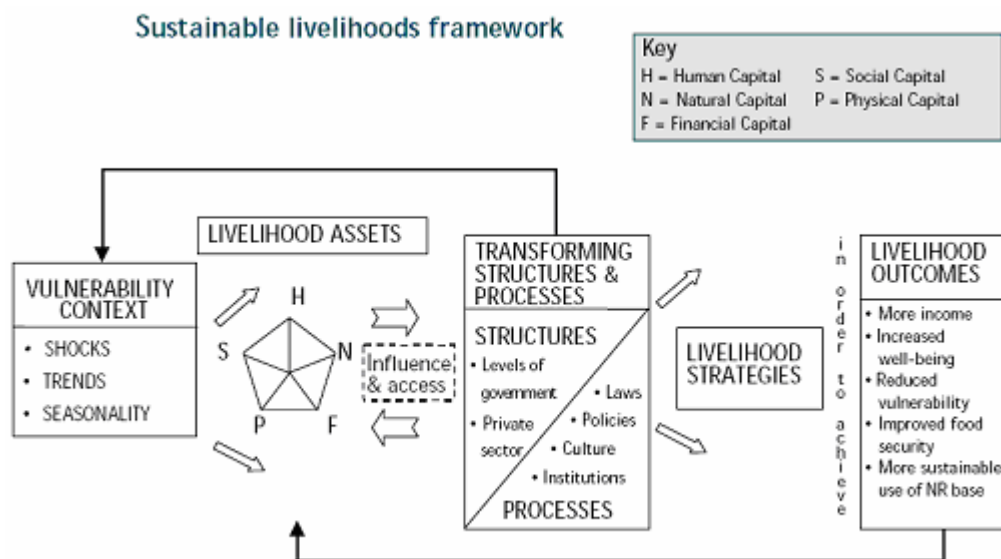 Sustainable livelihoods framework
Key
H = Human Capital S = Social Capital
N = Natural Capital P = Physical Capital
F = Financial Capital
LIVELIHOOD ASSETS
VULNERABILITY
CONTEXT
• SHOCKS
• TRENDS
• SEASONALITY
H
S
N
P
F
Influence
& access
TRANSFORMING
STRUCTURES &
PROCESSES
STRUCTURES
• Levels of
government
• Private
sector
• Laws
• Policies
• Culture
• Institutions
PROCESSES
LIVELIHOOD
STRATEGIES
in order to achieve
LIVELIHOOD
OUTCOMES
• More income
• Increased
well-being
• Reduced
vulnerability
• Improved food
security
• More sustainable
use of NR base